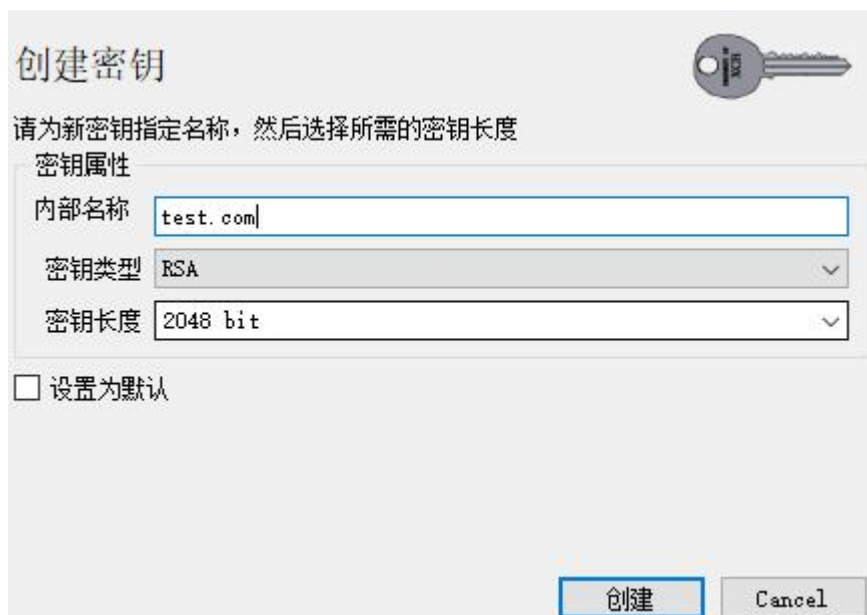 创建密钥
请为新密钥指定名称，然后选择所需的密钥长度
密钥属性
内部名称 test.com
密钥类型 RSA
密钥长度 2048 bit
设置为默认
创建 Cancel